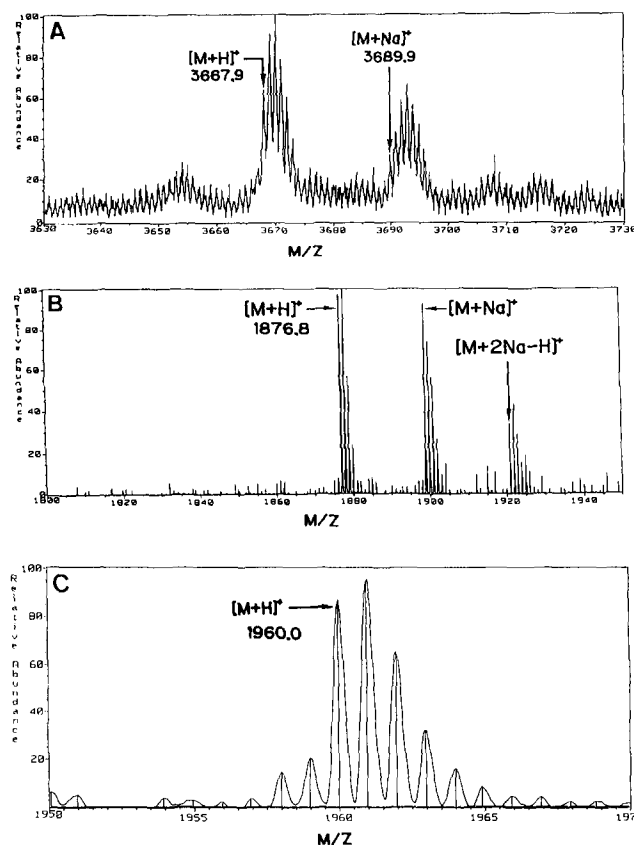 A
Relative Abundance
[M+H]⁺
3667.9
[M+Na]⁺
3689.9
100
80
60
40
20
0
3630 3640 3650 3660 3670 3680 3690 3700 3710 3720 3730
M/Z
B
Relative Abundance
[M+H]⁺
1876.8
[M+Na]⁺
[M+2Na-H]⁺
100
80
60
40
20
0
1800 1820 1840 1860 1880 1900 1920 1940
M/Z
C
Relative Abundance
[M+H]⁺
1960.0
100
80
60
40
20
1950 1955 1960 1965 197
M/Z